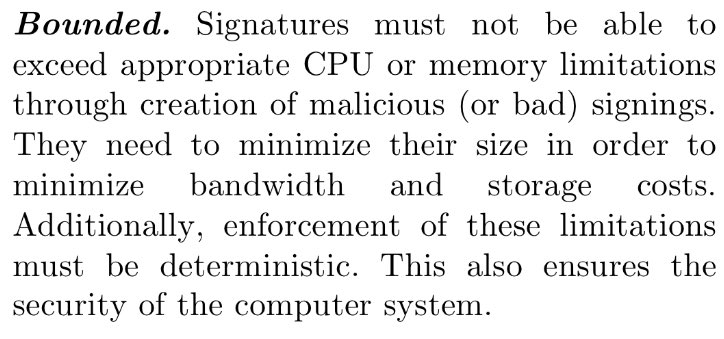 Bounded. Signatures must not be able to
exceed appropriate CPU or memory limitations
through creation of malicious (or bad) signings.
They need to minimize their size in order to
minimize bandwidth and storage costs.
Additionally, enforcement of these limitations
must be deterministic. This also ensures the
security of the computer system.